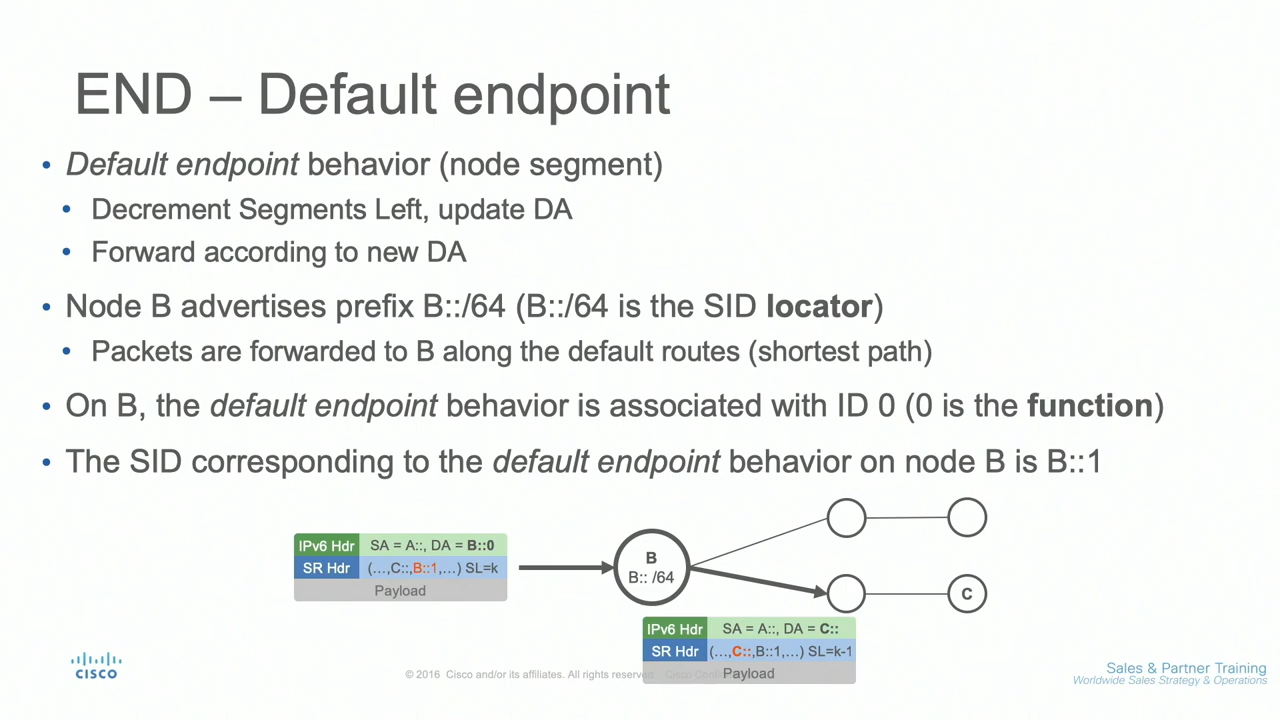 END – Default endpoint
• Default endpoint behavior (node segment)
• Decrement Segments Left, update DA
• Forward according to new DA
• Node B advertises prefix B::/64 (B::/64 is the SID locator)
• Packets are forwarded to B along the default routes (shortest path)
• On B, the default endpoint behavior is associated with ID 0 (0 is the function)
• The SID corresponding to the default endpoint behavior on node B is B::1
IPv6 Hdr SA = A::, DA = B::0
SR Hdr (…,C::,B::1,…) SL=k
Payload
B
B:: /64
C
IPv6 Hdr SA = A::, DA = C::
SR Hdr (…,C::,B::1,…) SL=k-1
Payload
CISCO
© 2016 Cisco and/or its affiliates. All rights reserved. Cisco
Sales & Partner Training
Worldwide Sales Strategy & Operations